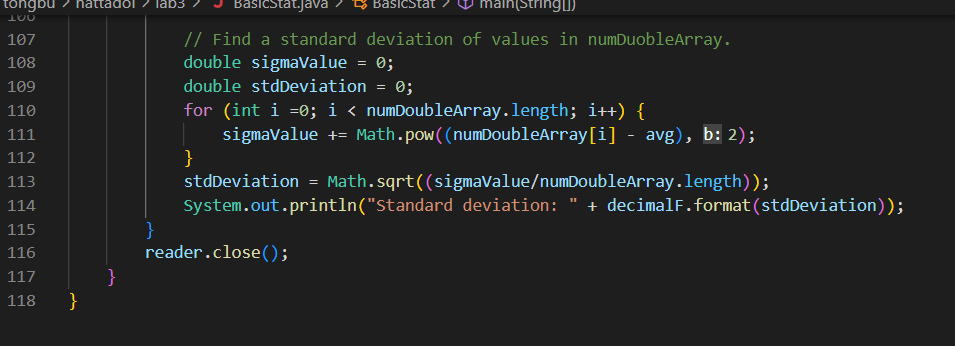 tongbu > nattadol > lab3 > J BasicStat.java > BasicStat > main(String[])
106
107 // Find a standard deviation of values in numDuobleArray.
108 double sigmaValue = 0;
109 double stdDeviation = 0;
110 for (int i =0; i < numDoubleArray.length; i++) {
111 sigmaValue += Math.pow((numDoubleArray[i] - avg), b: 2);
112 }
113 stdDeviation = Math.sqrt((sigmaValue/numDoubleArray.length));
114 System.out.println("Standard deviation: " + decimalF.format(stdDeviation));
115 }
116 reader.close();
117 }
118 }